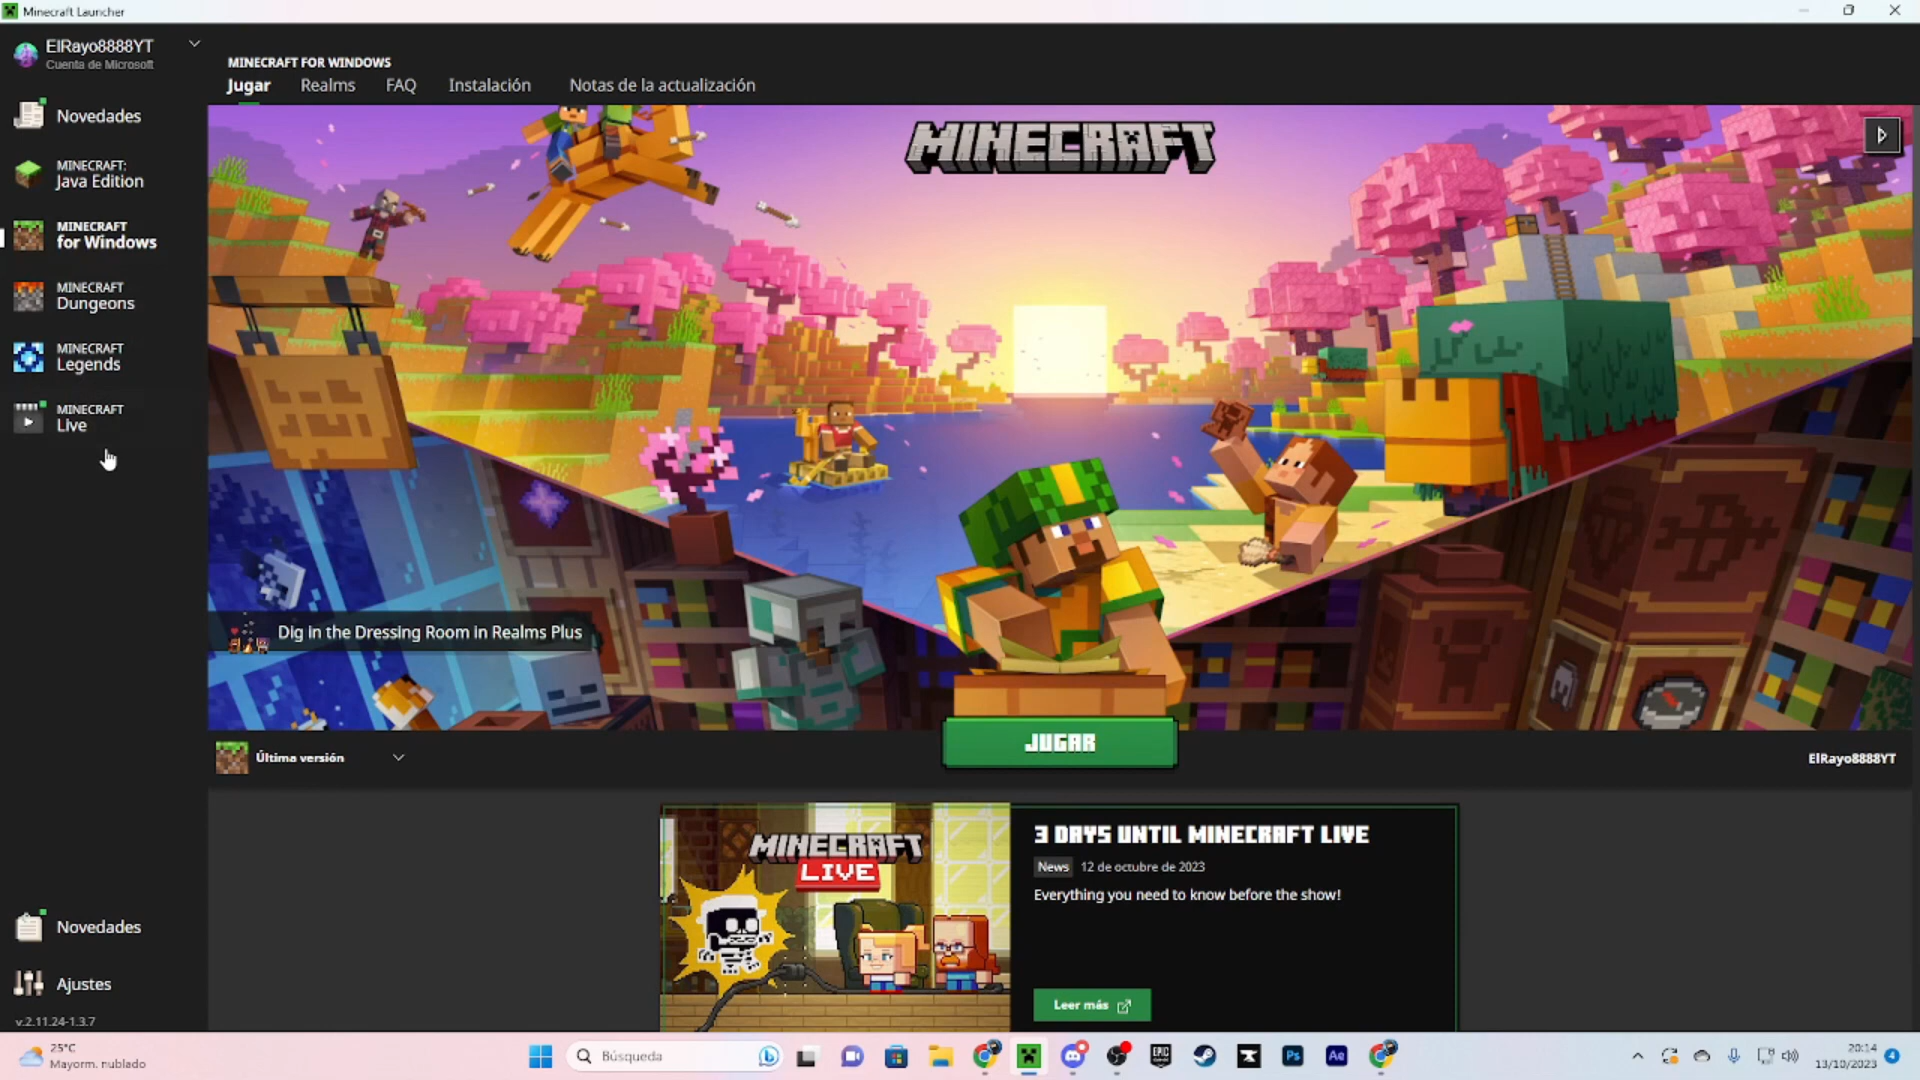 Minecraft Launcher
ElRayo8888YT
Cuenta de Microsoft
Novedades
MINECRAFT:
Java Edition
MINECRAFT
for Windows
MINECRAFT
Dungeons
MINECRAFT
Legends
MINECRAFT
Live
Novedades
Ajustes
v.2.11.24-1.3.7
MINECRAFT FOR WINDOWS
Jugar Realms FAQ Instalación Notas de la actualización
MINECRAFT
Dig in the Dressing Room in Realms Plus
Última versión
JUGAR
ElRayo8888YT
MINECRAFT
LIVE
3 DAYS UNTIL MINECRAFT LIVE
News 12 de octubre de 2023
Everything you need to know before the show!
Leer más
25°C
Mayorm. nublado
Búsqueda
EPIC
Ps
Ae
20:14
13/10/2023
4